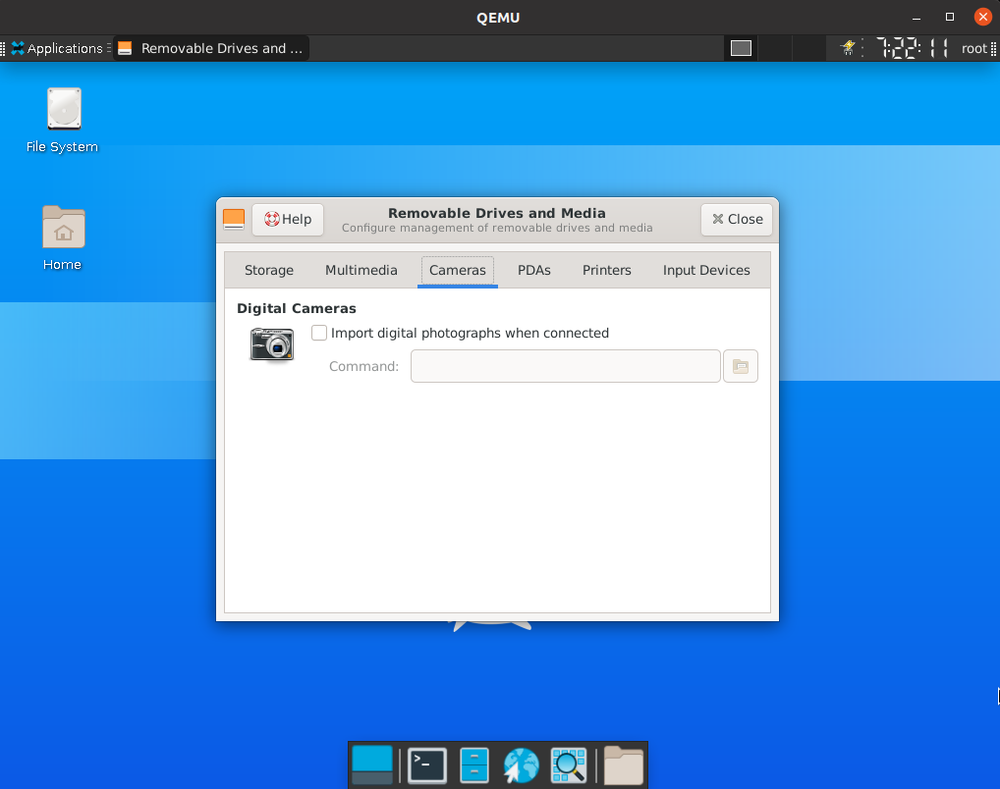 QEMU
Applications
Removable Drives and ...
7:22:11
root
File System
Home
Help
Removable Drives and Media
Configure management of removable drives and media
Close
Storage
Multimedia
Cameras
PDAs
Printers
Input Devices
Digital Cameras
Import digital photographs when connected
Command: